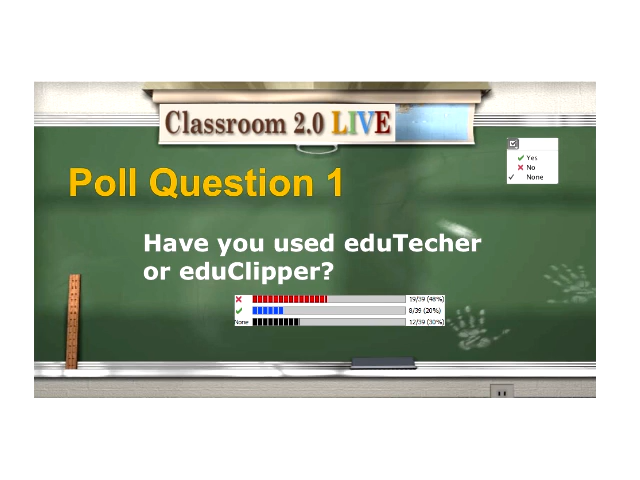 Classroom 2.0 LIVE
Yes
No
None
Poll Question 1
Have you used eduTecher
or eduClipper?
19/39 (48%)
8/39 (20%)
None 12/39 (30%)